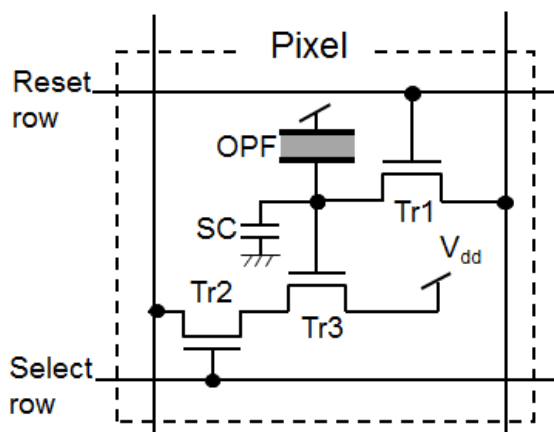 Pixel
Reset
row
OPF
SC
Tr1
Vdd
Tr2
Tr3
Select
row